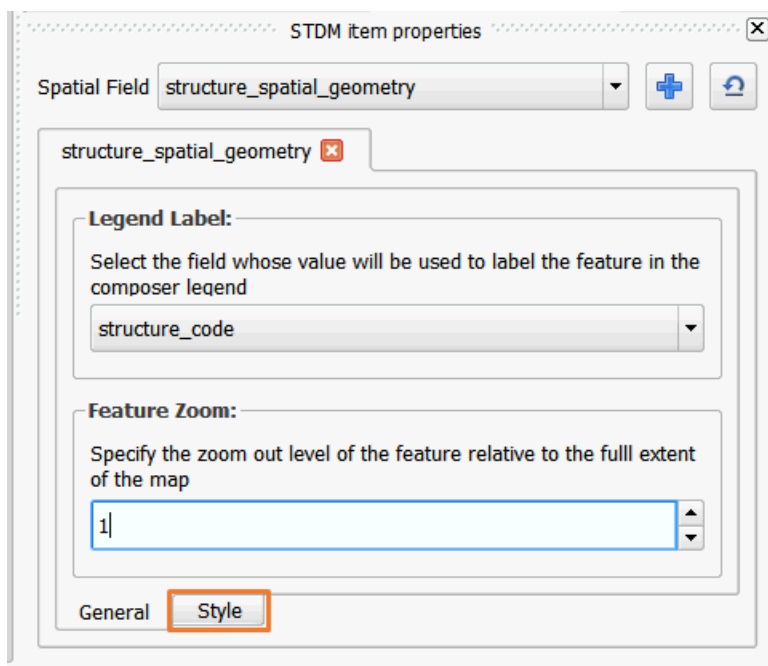 STDM item properties
Spatial Field structure_spatial_geometry
structure_spatial_geometry
Legend Label:
Select the field whose value will be used to label the feature in the
composer legend
structure_code
Feature Zoom:
Specify the zoom out level of the feature relative to the fulll extent
of the map
1
General Style